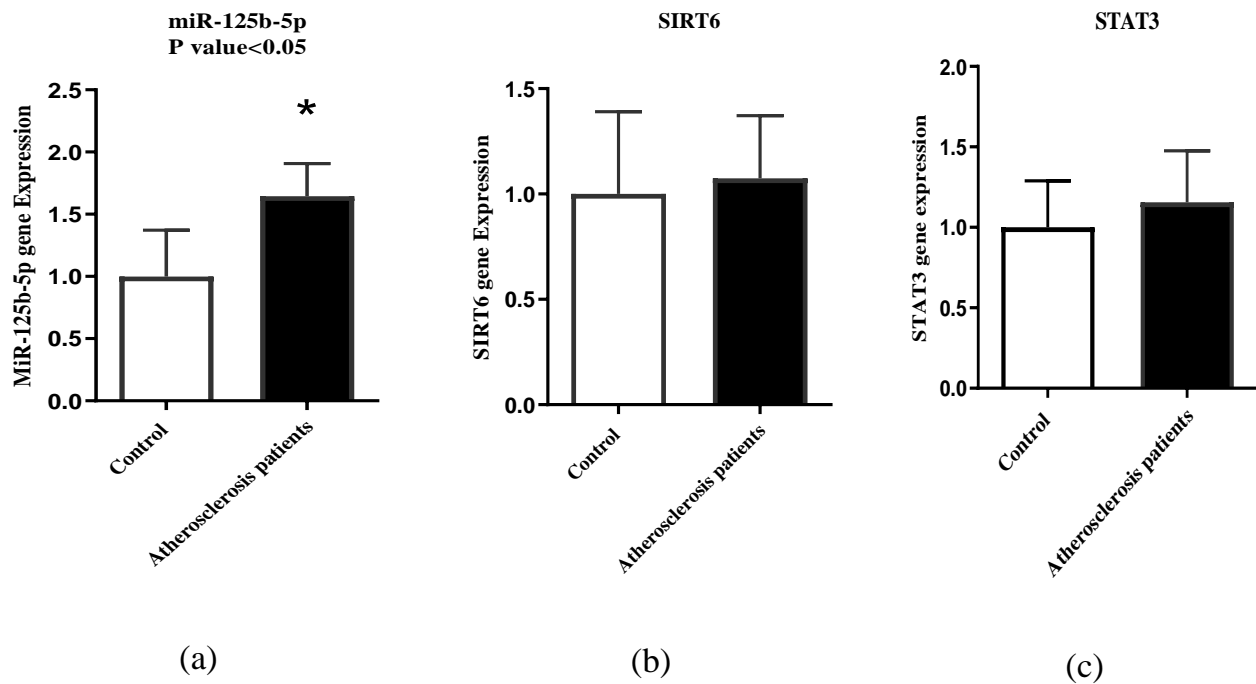 miR-125b-5p
P value<0.05
MiR-125b-5p gene Expression
2.5
2.0
1.5
1.0
0.5
0.0
*
Control
Atherosclerosis patients
(a)
SIRT6
SIRT6 gene Expression
1.5
1.0
0.5
0.0
Control
Atherosclerosis patients
(b)
STAT3
STAT3 gene expression
2.0
1.5
1.0
0.5
0.0
Control
Atherosclerosis patients
(c)